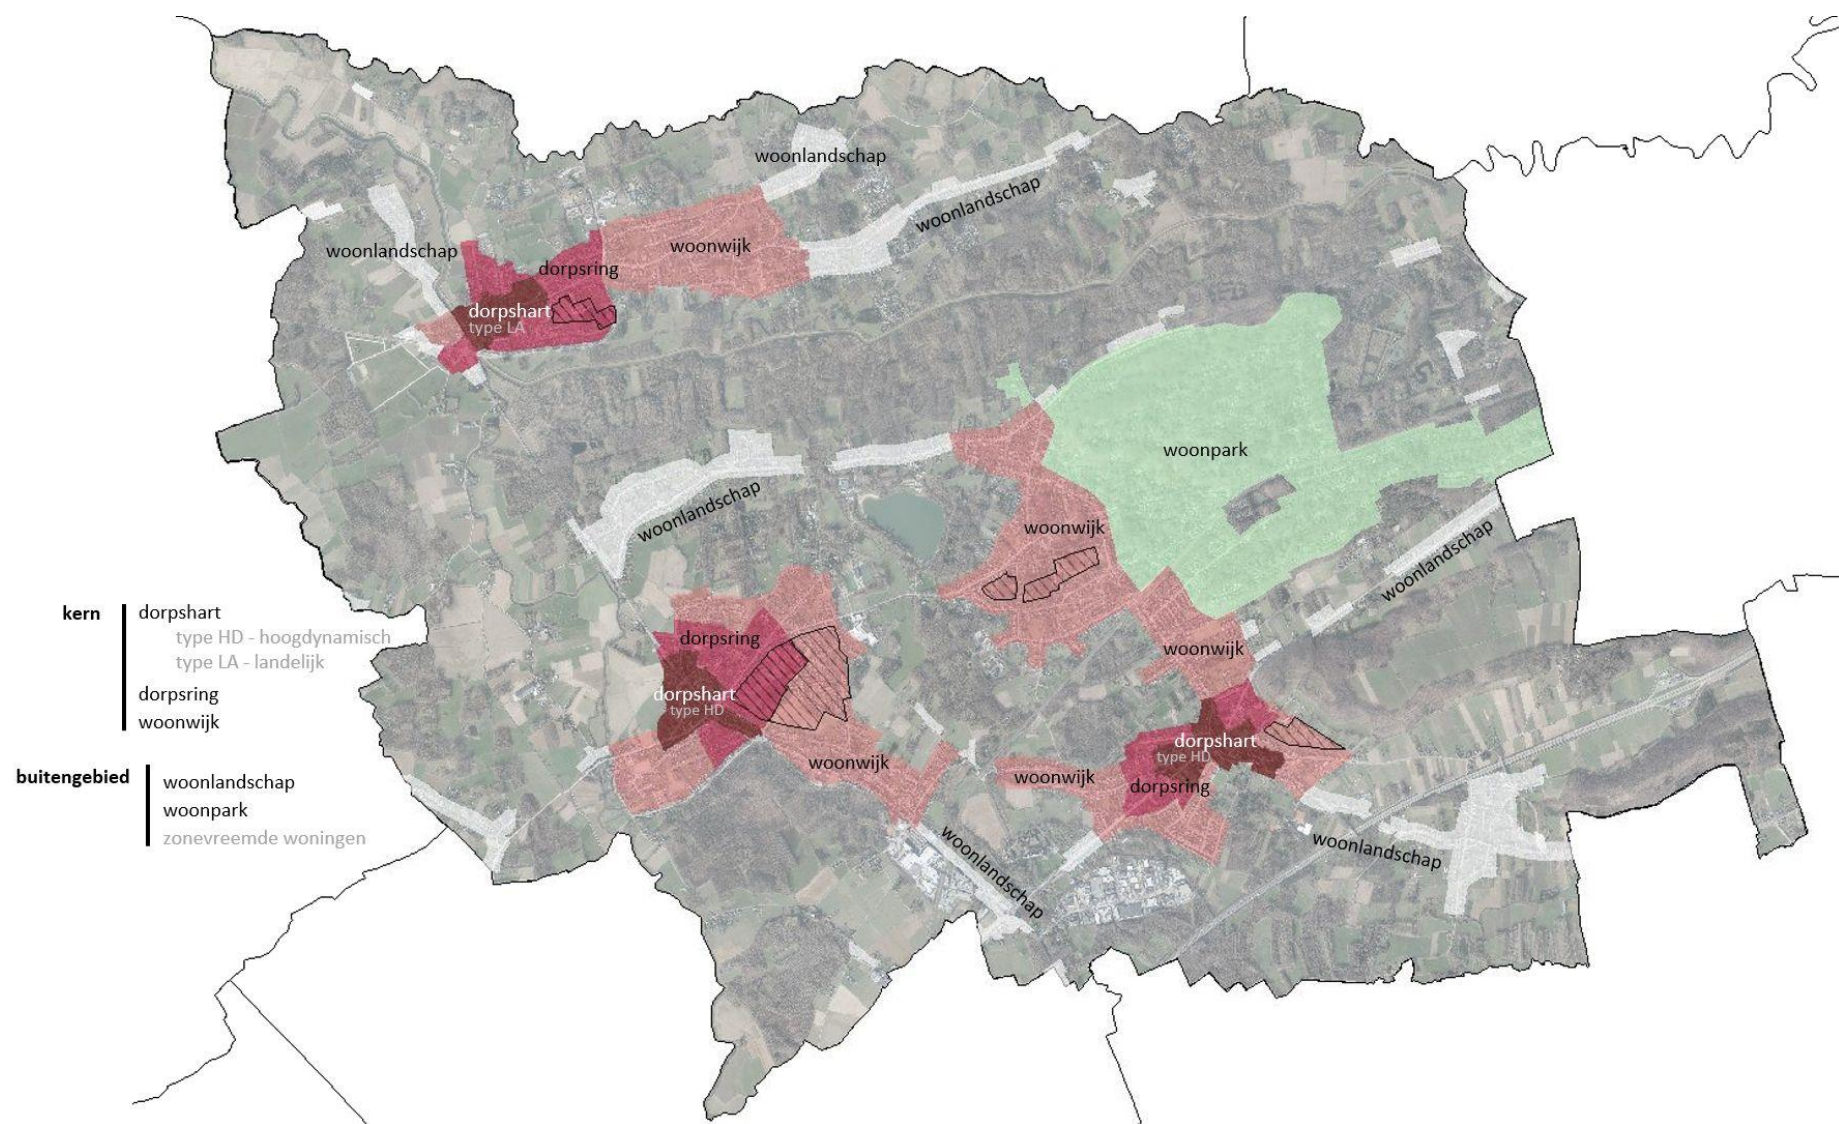 woonlandschap
woonlandschap
woonwijk
woonlandschap
dorpsring
dorpshart
type LA
woonpark
woonlandschap
woonwijk
woonlandschap
kern
dorpshart
type HD - hoogdynamisch
type LA - landelijk
dorpsring
woonwijk
buitengebied
woonlandschap
woonpark
zonevreemde woningen
dorpsring
woonwijk
dorpshart
type HD
dorpshart
type HD
woonwijk
woonwijk
dorpsring
woonlandschap
woonlandschap